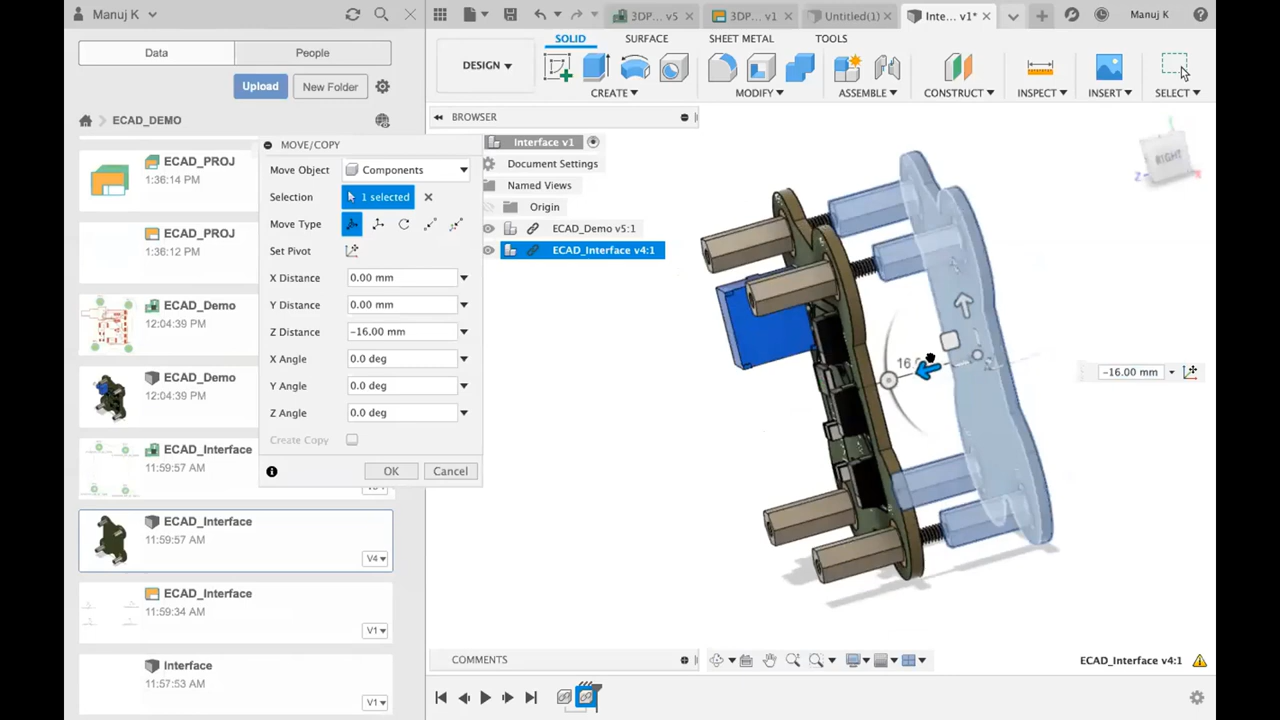 Manuj K
3DP... v5
3DP... v1
Untitled(1)
Inte... v1*
Manuj K
Data
People
Upload
New Folder
ECAD_DEMO
SOLID
SURFACE
SHEET METAL
TOOLS
DESIGN
CREATE
MODIFY
ASSEMBLE
CONSTRUCT
INSPECT
INSERT
SELECT
BROWSER
Interface v1
Document Settings
Named Views
Origin
ECAD_Demo v5:1
ECAD_Interface v4:1
ECAD_PROJ
1:36:14 PM
ECAD_PROJ
1:36:12 PM
ECAD_Demo
12:04:39 PM
ECAD_Demo
12:04:39 PM
ECAD_Interface
11:59:57 AM
ECAD_Interface
11:59:57 AM
V4
ECAD_Interface
11:59:34 AM
V1
Interface
11:57:53 AM
V1
MOVE/COPY
Move Object
Components
Selection
1 selected
Move Type
Set Pivot
X Distance
0.00 mm
Y Distance
0.00 mm
Z Distance
-16.00 mm
X Angle
0.0 deg
Y Angle
0.0 deg
Z Angle
0.0 deg
Create Copy
OK
Cancel
RIGHT
Z
X
-16.00 mm
COMMENTS
ECAD_Interface v4:1